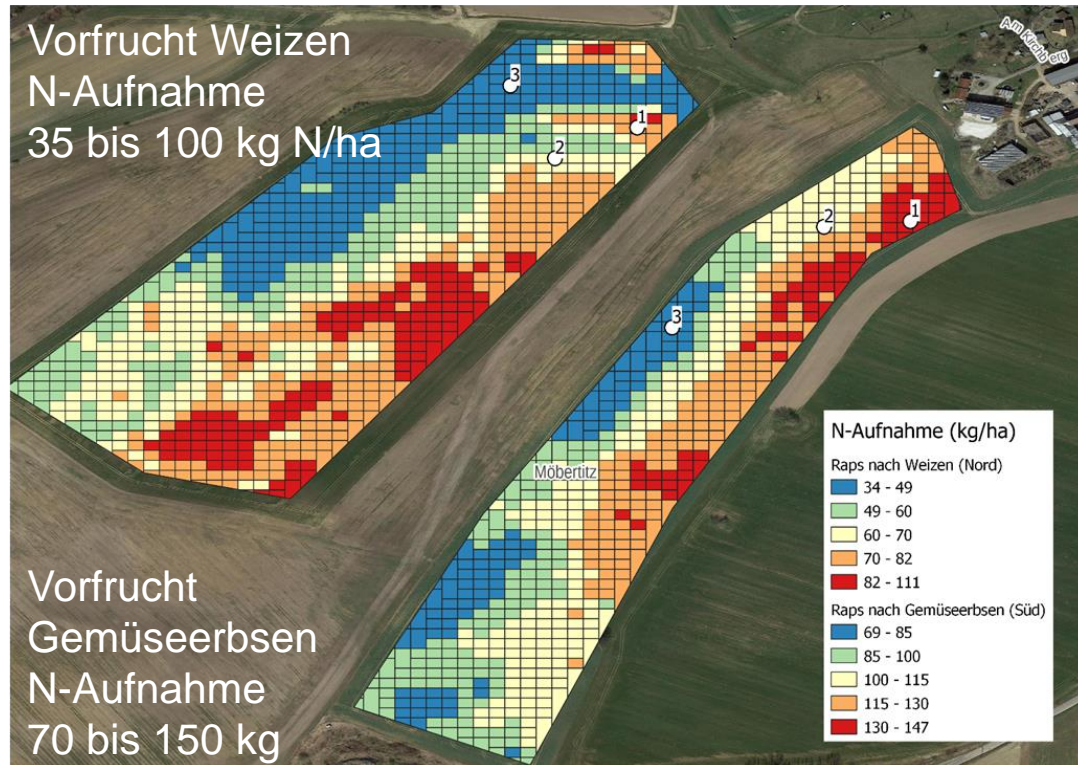 Vorfrucht Weizen
N-Aufnahme
35 bis 100 kg N/ha
Am Kirchberg
3
1
2
1
2
3
Möbertitz
Vorfrucht
Gemüseerbsen
N-Aufnahme
70 bis 150 kg
N-Aufnahme (kg/ha)
Raps nach Weizen (Nord)
34 - 49
49 - 60
60 - 70
70 - 82
82 - 111
Raps nach Gemüseerbsen (Süd)
69 - 85
85 - 100
100 - 115
115 - 130
130 - 147